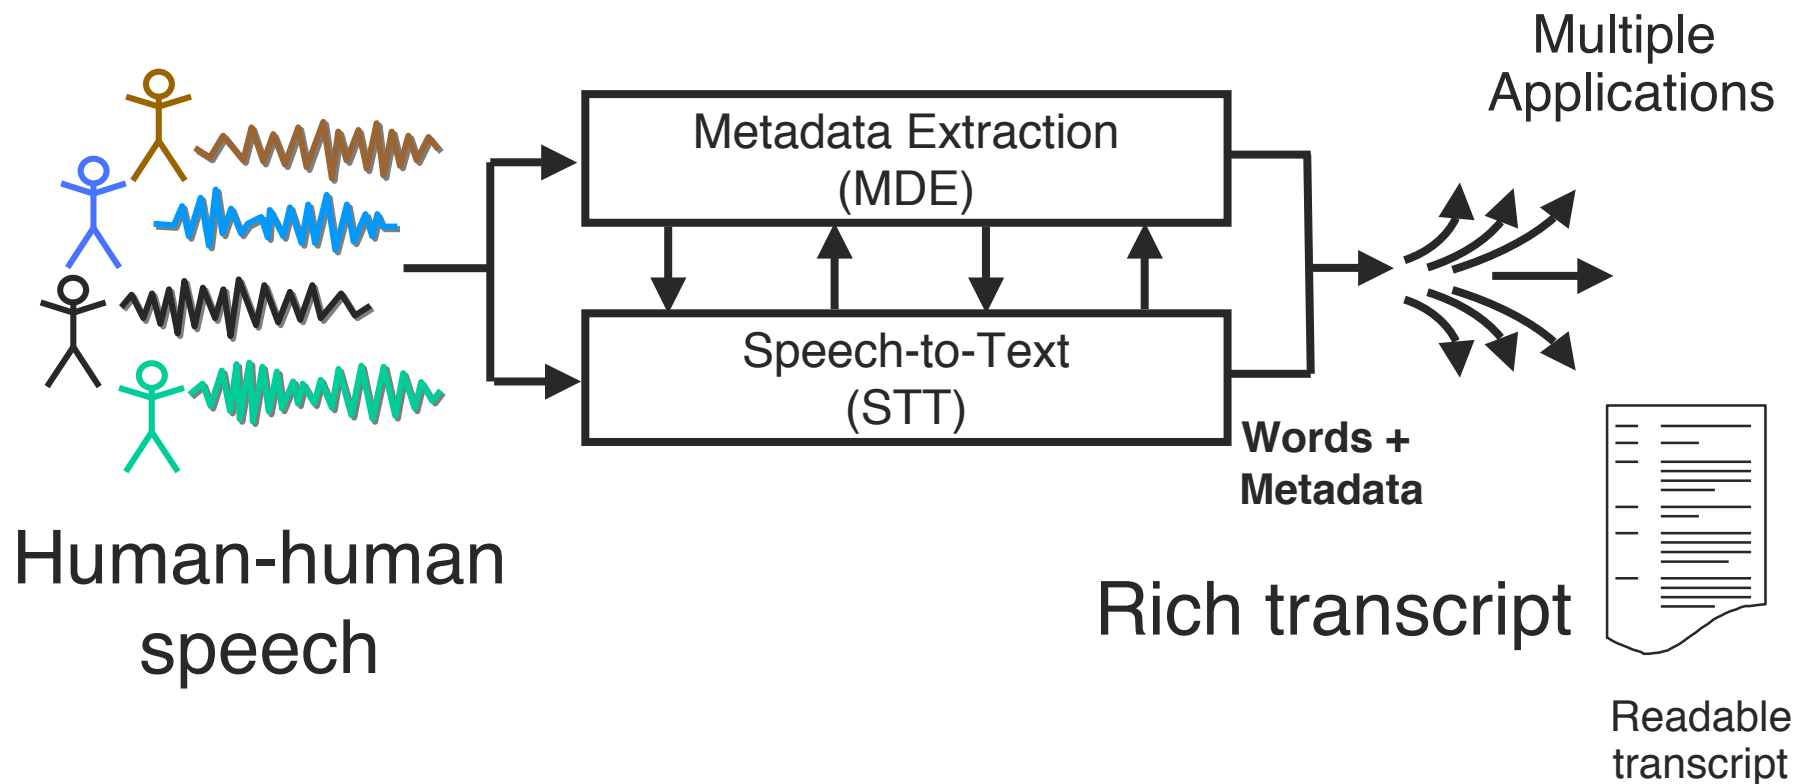 Multiple
Applications
Metadata Extraction
(MDE)
Speech-to-Text
(STT)
Words +
Metadata
Human-human
speech
Rich transcript
Readable
transcript